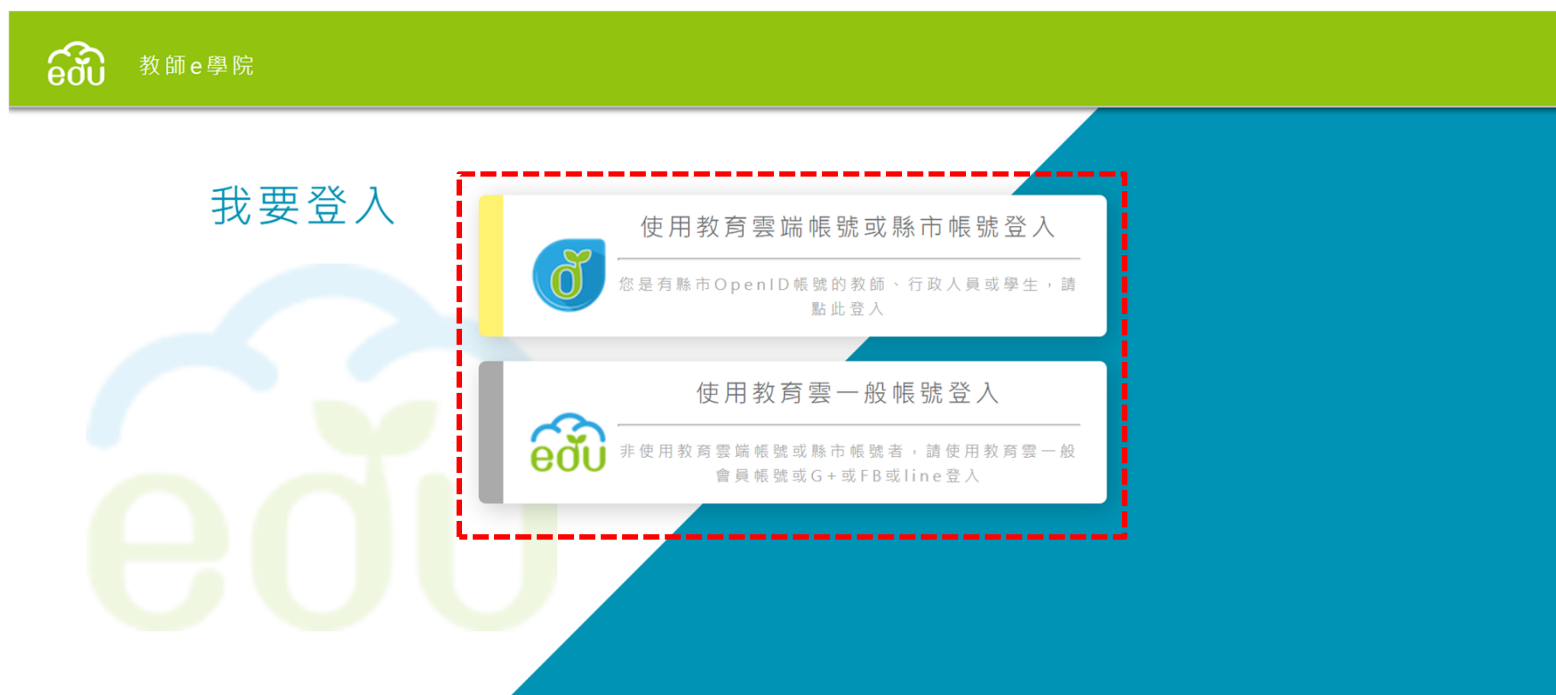 edu 教師e學院
我要登入
使用教育雲端帳號或縣市帳號登入
您是有縣市OpenID帳號的教師、行政人員或學生，請
點此登入
使用教育雲一般帳號登入
edu
非使用教育雲端帳號或縣市帳號者，請使用教育雲一般
會員帳號或G+或FB或line登入
edu